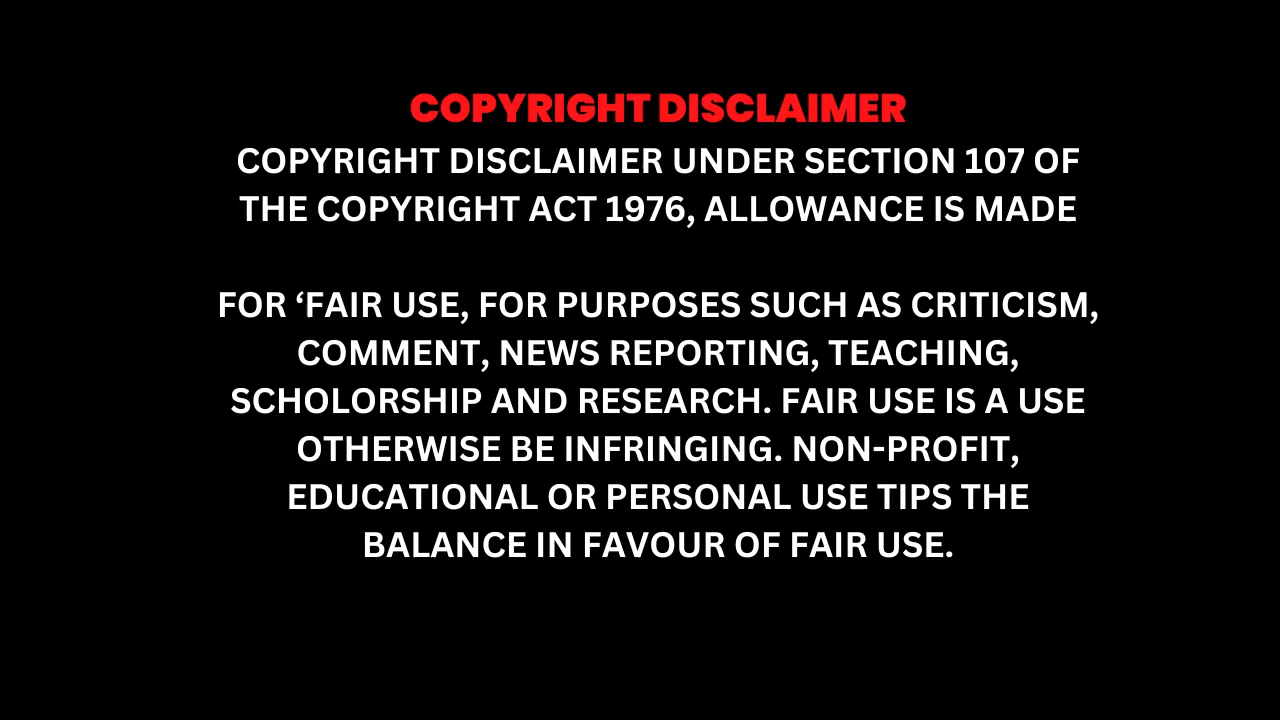 COPYRIGHT DISCLAIMER
COPYRIGHT DISCLAIMER UNDER SECTION 107 OF
THE COPYRIGHT ACT 1976, ALLOWANCE IS MADE
FOR ‘FAIR USE, FOR PURPOSES SUCH AS CRITICISM,
COMMENT, NEWS REPORTING, TEACHING,
SCHOLORSHIP AND RESEARCH. FAIR USE IS A USE
OTHERWISE BE INFRINGING. NON-PROFIT,
EDUCATIONAL OR PERSONAL USE TIPS THE
BALANCE IN FAVOUR OF FAIR USE.